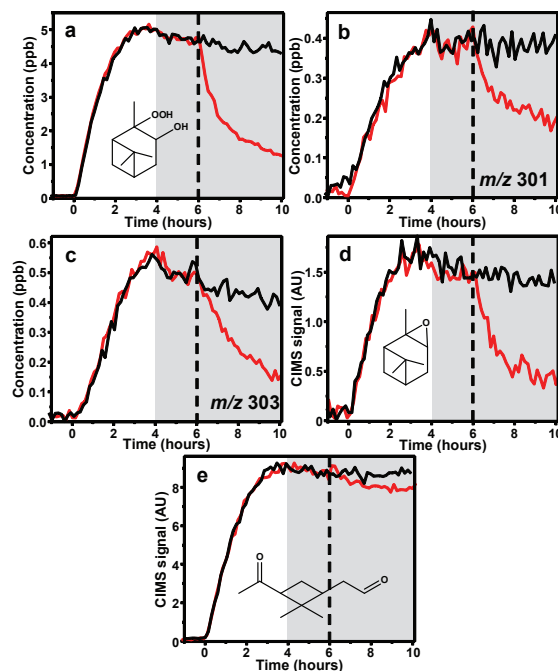 a
Concentration (ppb)
5
4
3
2
1
0
OOH
OH
0 2 4 6 8 10
Time (hours)
b
Concentration (ppb)
0.4
0.2
0.0
m/z 301
0 2 4 6 8 10
Time (hours)
c
Concentration (ppb)
0.6
0.5
0.4
0.3
0.2
0.1
0.0
m/z 303
0 2 4 6 8 10
Time (hours)
d
CIMS signal (AU)
1.5
1.0
0.5
0.0
O
0 2 4 6 8 10
Time (hours)
e
CIMS signal (AU)
8
6
4
2
0
O
O
0 2 4 6 8 10
Time (hours)